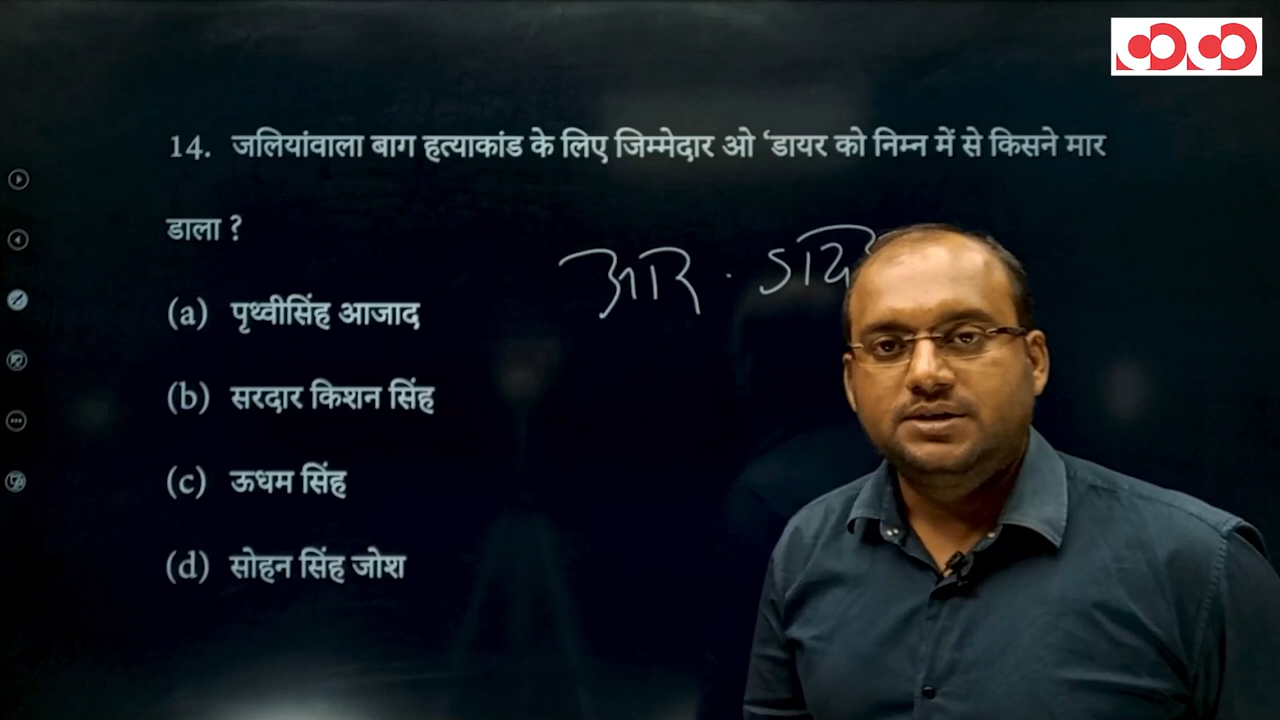 14. जलियांवाला बाग हत्याकांड के लिए जिम्मेदार ओ ‘डायर को निम्न में से किसने मार
डाला ?
आर . डाय
(a) पृथ्वीसिंह आजाद
(b) सरदार किशन सिंह
(c) ऊधम सिंह
(d) सोहन सिंह जोश